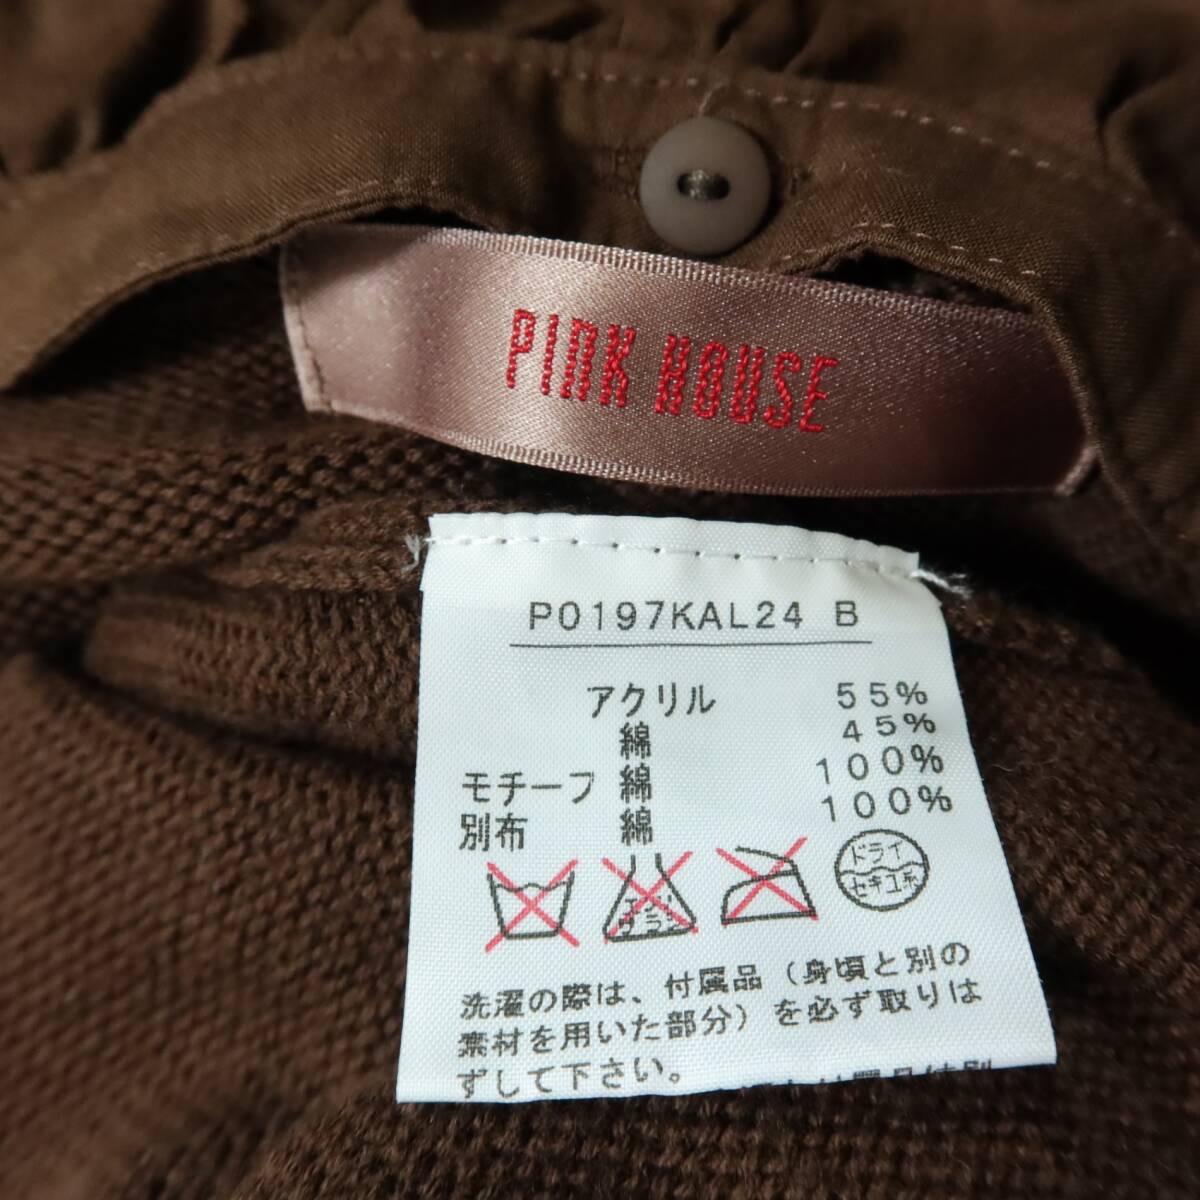 PINK HOUSE
P0197KAL24 B
アクリル 55%
綿 45%
モチーフ 綿 100%
別布 綿 100%
ドライ
セキユ系
洗濯の際は、付属品(身頃と別の
素材を用いた部分)を必ず取りは
ずして下さい。